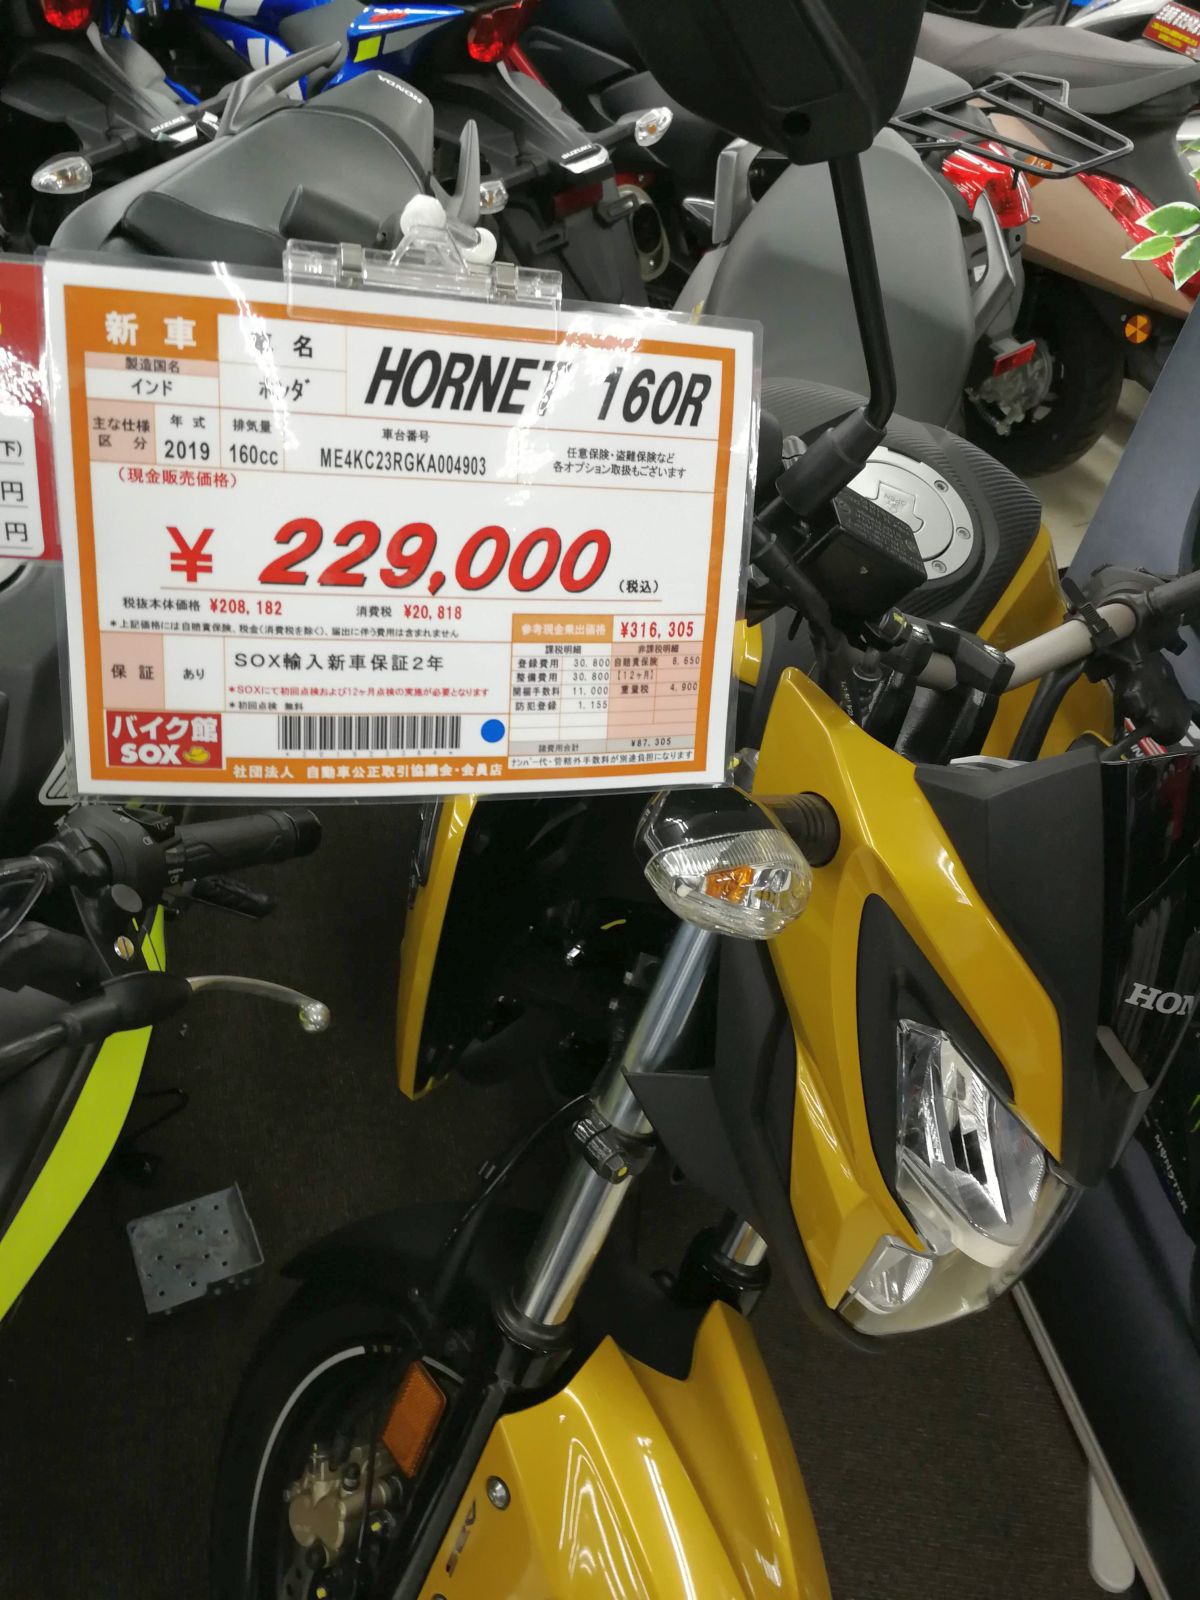 HONDA
SUZUKI
SUZUKI
新車
名
HORNET 160R
製造国名
インド
ホンダ
主な仕様
区分
年式
2019
排気量
160cc
車台番号
ME4KC23RGKA004903
任意保険・盗難保険など
各オプション取扱もございます
(現金販売価格)
¥ 229,000 (税込)
税抜本体価格 ¥208,182 消費税 ¥20,818
*上記価格には自賠責保険、税金(消費税を除く)、届出に伴う費用は含まれません
参考現金乗出価格 ¥316,305
課税明細 非課税明細
登録費用 30,800 自賠責保険 8,650
整備費用 30,800 【12ヶ月】
開梱手数料 11,000 重量税 4,900
防犯登録 1,155
諸費用合計 ¥87,305
ナンバー代・管轄外手数料が別途負担になります
保証 あり SOX輸入新車保証2年
*SOXにて初回点検および12ヶ月点検の実施が必要となります
*初回点検 無料
バイク館
SOX
社団法人 自動車公正取引協議会・会員店
下)
円
円
OPEN
HON
MONSTER
ABS